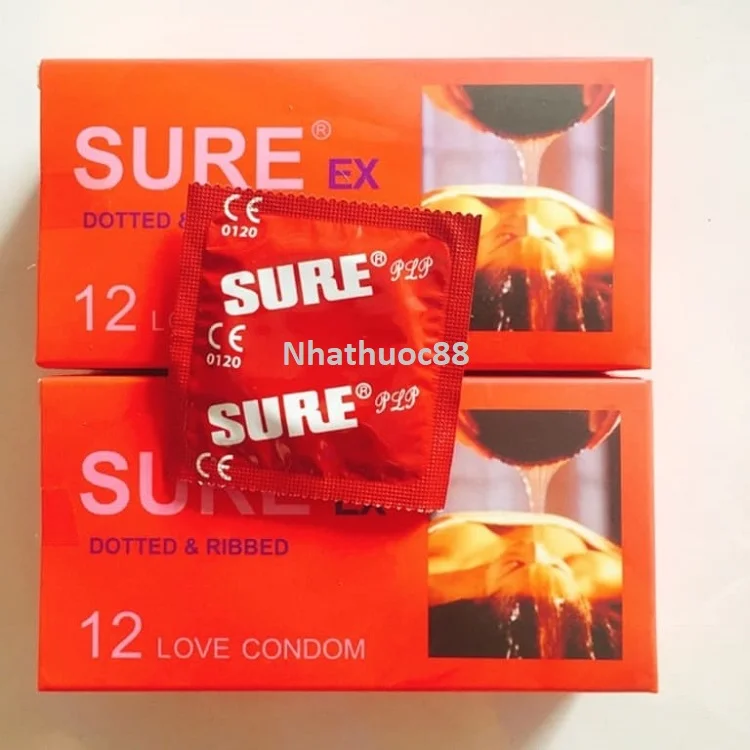 SURE® EX
DOTTED &
12 LO
CE
0120
SURE® PLP
CE
0120
SURE® PLP
CE
Nhathuoc88
SURE EX
DOTTED & RIBBED
12 LOVE CONDOM